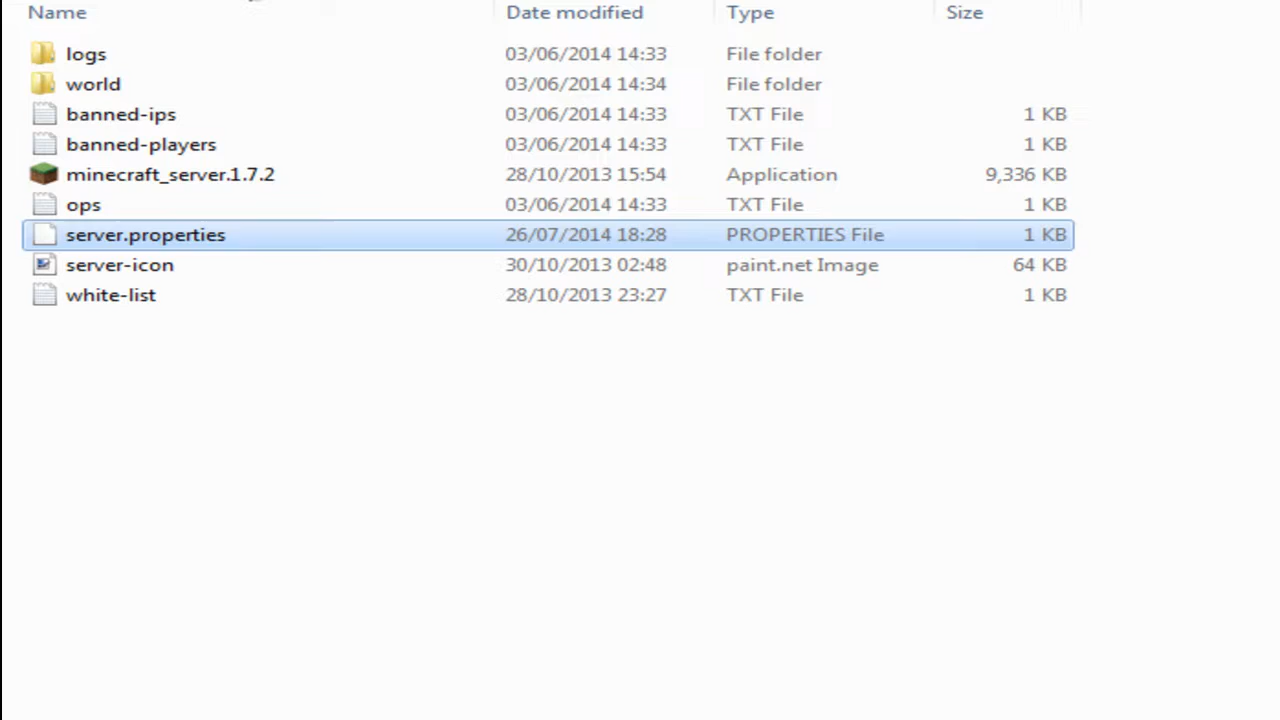 Name Date modified Type Size
logs 03/06/2014 14:33 File folder
world 03/06/2014 14:34 File folder
banned-ips 03/06/2014 14:33 TXT File 1 KB
banned-players 03/06/2014 14:33 TXT File 1 KB
minecraft_server.1.7.2 28/10/2013 15:54 Application 9,336 KB
ops 03/06/2014 14:33 TXT File 1 KB
server.properties 26/07/2014 18:28 PROPERTIES File 1 KB
server-icon 30/10/2013 02:48 paint.net Image 64 KB
white-list 28/10/2013 23:27 TXT File 1 KB